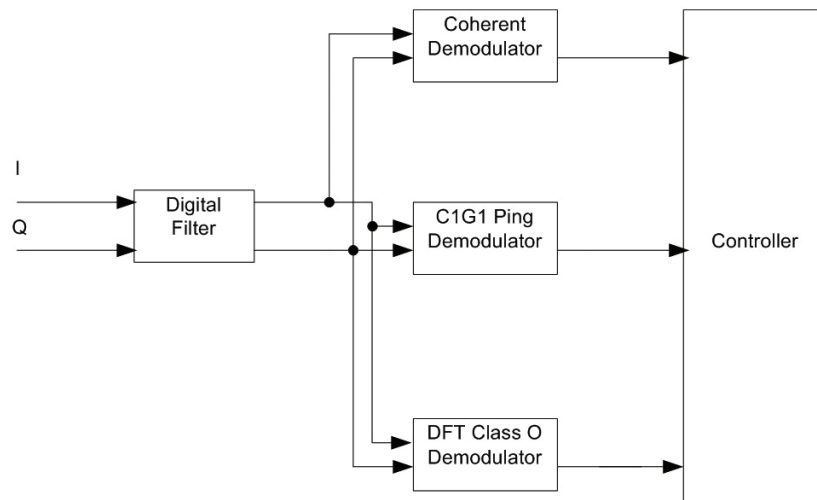 Coherent
Demodulator
I
Q
Digital
Filter
C1G1 Ping
Demodulator
Controller
DFT Class O
Demodulator